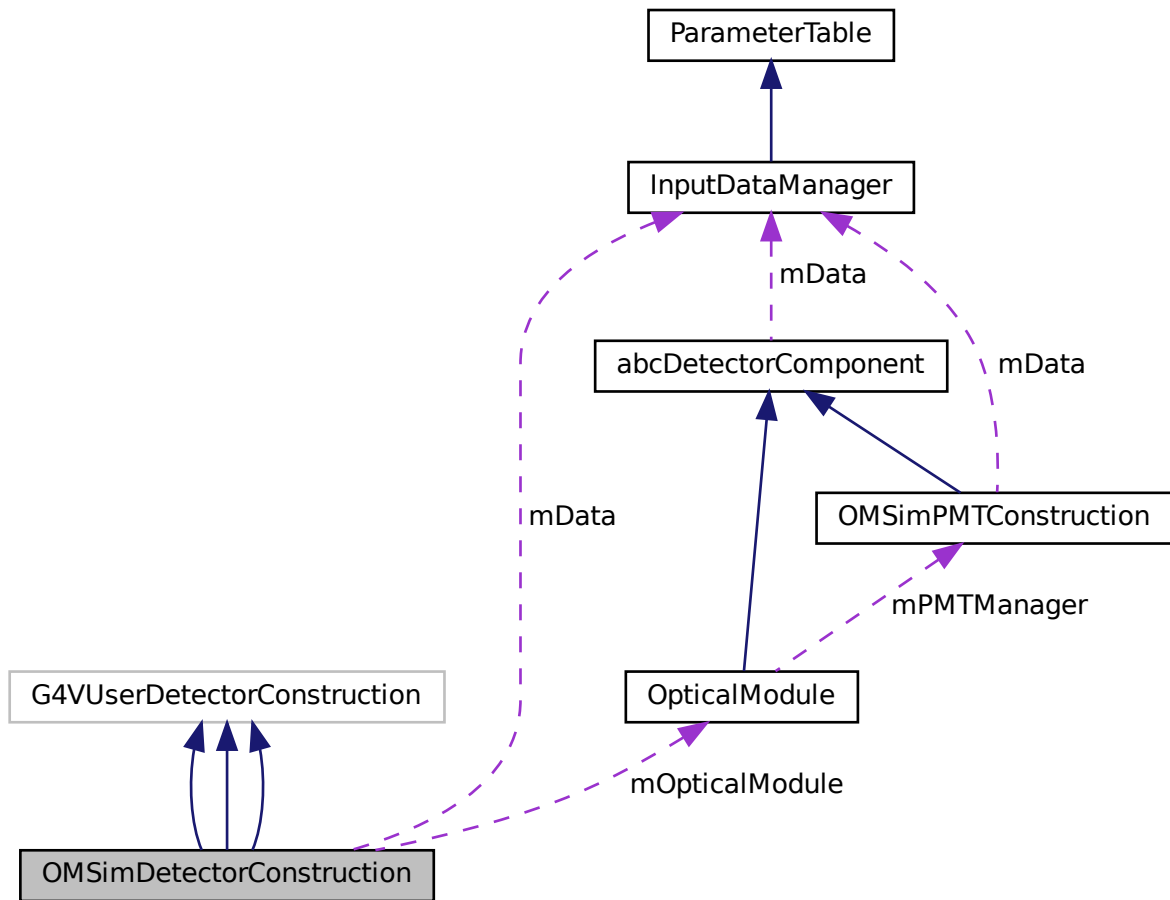 ParameterTable
InputDataManager
mData
abcDetectorComponent
mData
OMSimPMTConstruction
mData
mPMTManager
G4VUserDetectorConstruction
OpticalModule
mOpticalModule
OMSimDetectorConstruction